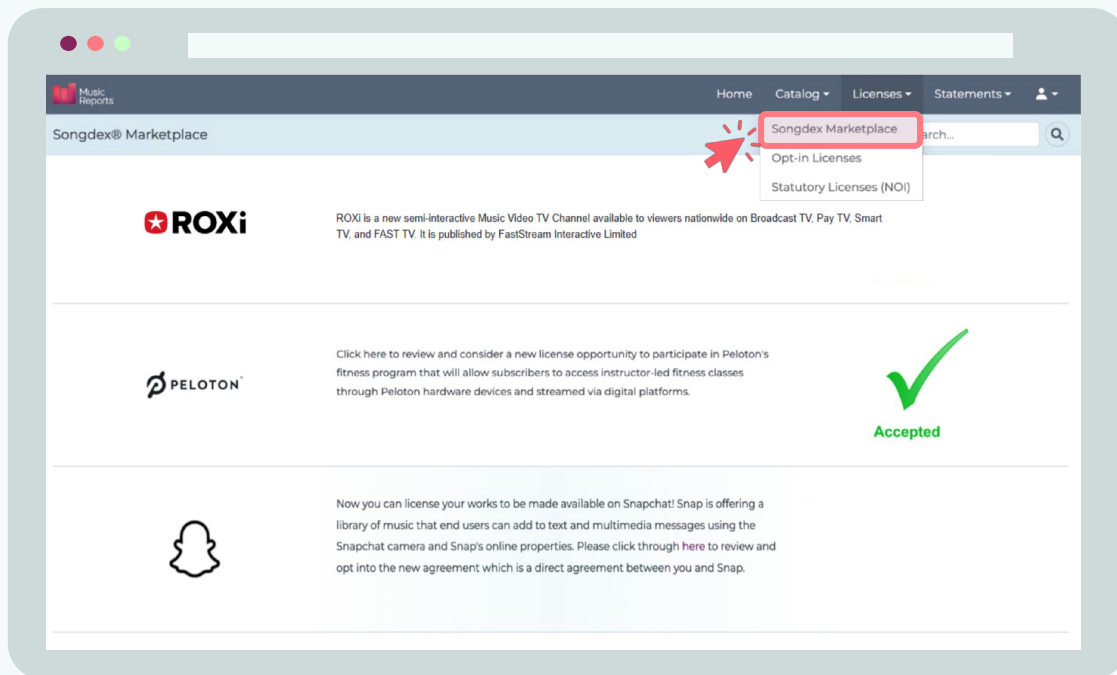 Music
Reports
Home Catalog Licenses Statements
Songdex® Marketplace
Songdex Marketplace
Opt-in Licenses
Statutory Licenses (NOI)
ROXi
ROXi is a new semi-interactive Music Video TV Channel available to viewers nationwide on Broadcast TV, Pay TV, Smart
TV, and FAST TV. It is published by FastStream Interactive Limited
PELOTON
Click here to review and consider a new license opportunity to participate in Peloton's
fitness program that will allow subscribers to access instructor-led fitness classes
through Peloton hardware devices and streamed via digital platforms.
Accepted
Now you can license your works to be made available on Snapchat! Snap is offering a
library of music that end users can add to text and multimedia messages using the
Snapchat camera and Snap's online properties. Please click through here to review and
opt into the new agreement which is a direct agreement between you and Snap.